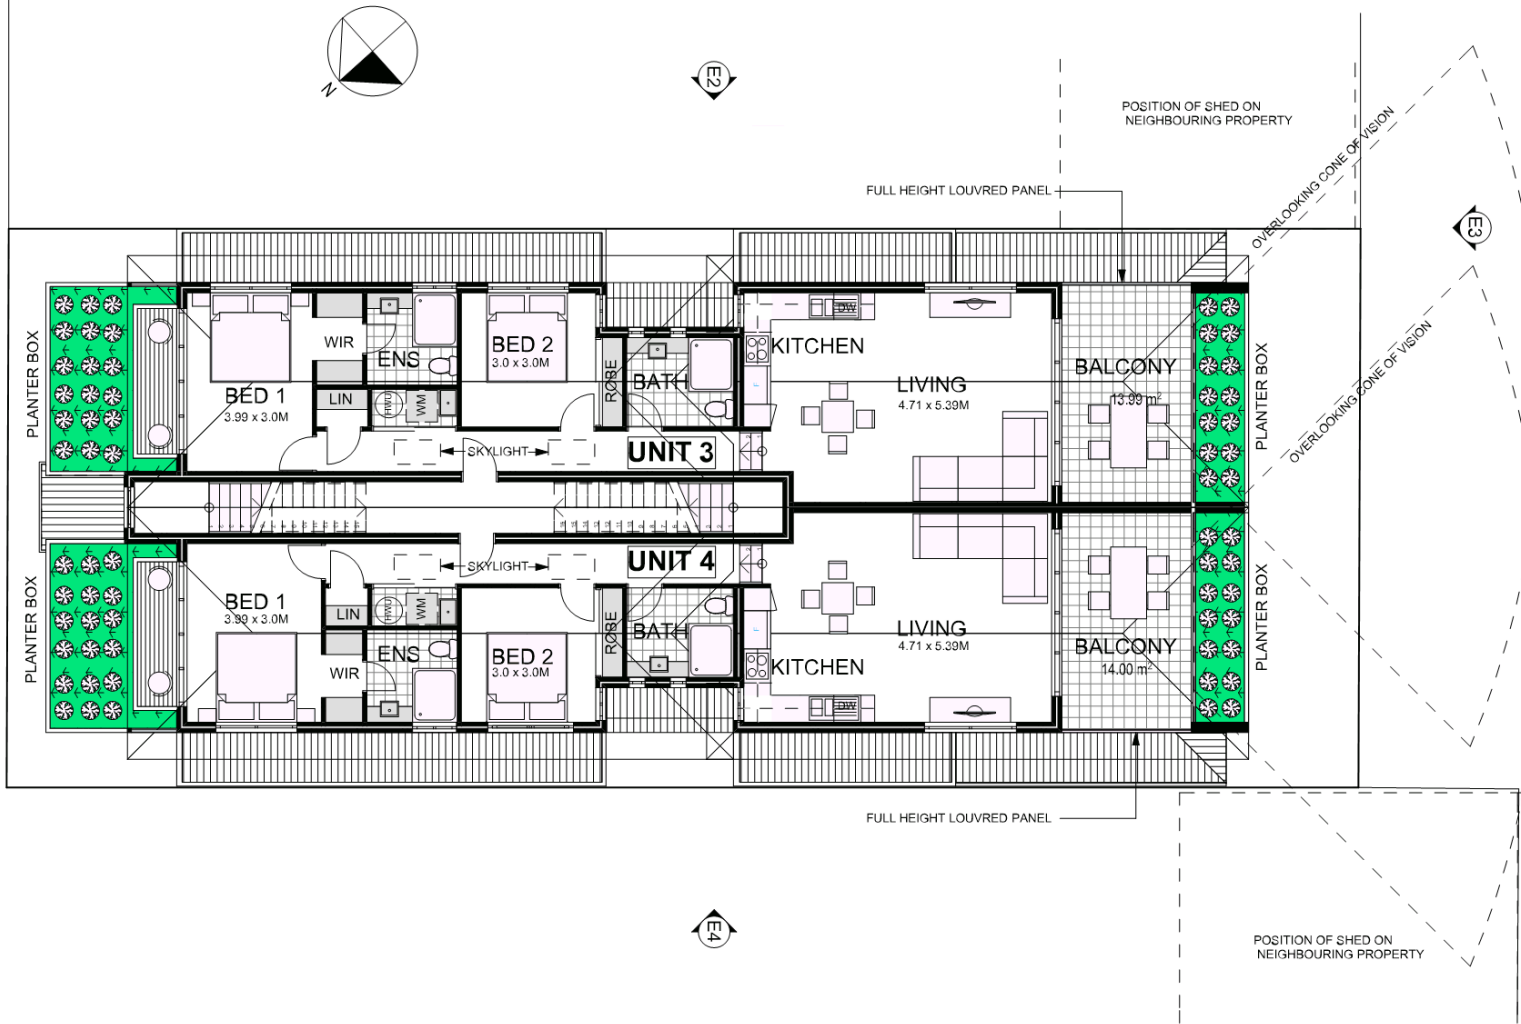 N
E2
POSITION OF SHED ON
NEIGHBOURING PROPERTY
OVERLOOKING CONE OF VISION
FULL HEIGHT LOUVRED PANEL
E3
PLANTER BOX
WIR
ENS
BED 2
3.0 x 3.0M
ROBE
BATH
DW
KITCHEN
F
LIVING
4.71 x 5.39M
BALCONY
13.99 m²
PLANTER BOX
OVERLOOKING CONE OF VISION
BED 1
3.99 x 3.0M
LIN
HWU
WM
SKYLIGHT
UNIT 3
SKYLIGHT
UNIT 4
PLANTER BOX
BED 1
3.99 x 3.0M
LIN
HWU
WM
WIR
ENS
BED 2
3.0 x 3.0M
ROBE
BATH
F
KITCHEN
DW
LIVING
4.71 x 5.39M
BALCONY
14.00 m²
PLANTER BOX
FULL HEIGHT LOUVRED PANEL
E4
POSITION OF SHED ON
NEIGHBOURING PROPERTY